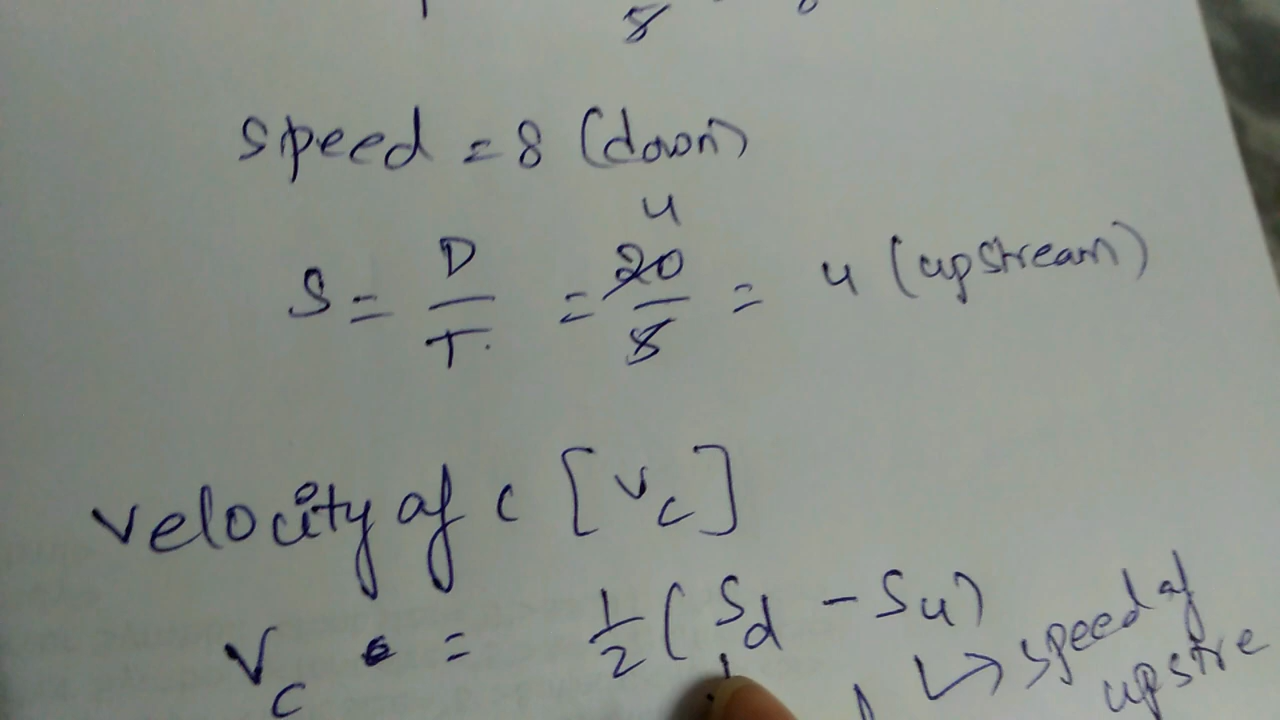 8
speed = 8 (down)
4
S = D/T. = 20/8 = 4 (upstream)
velocity of c [Vc]
Vc = 1/2 (Sd - Su)
↳ speed of
upstre